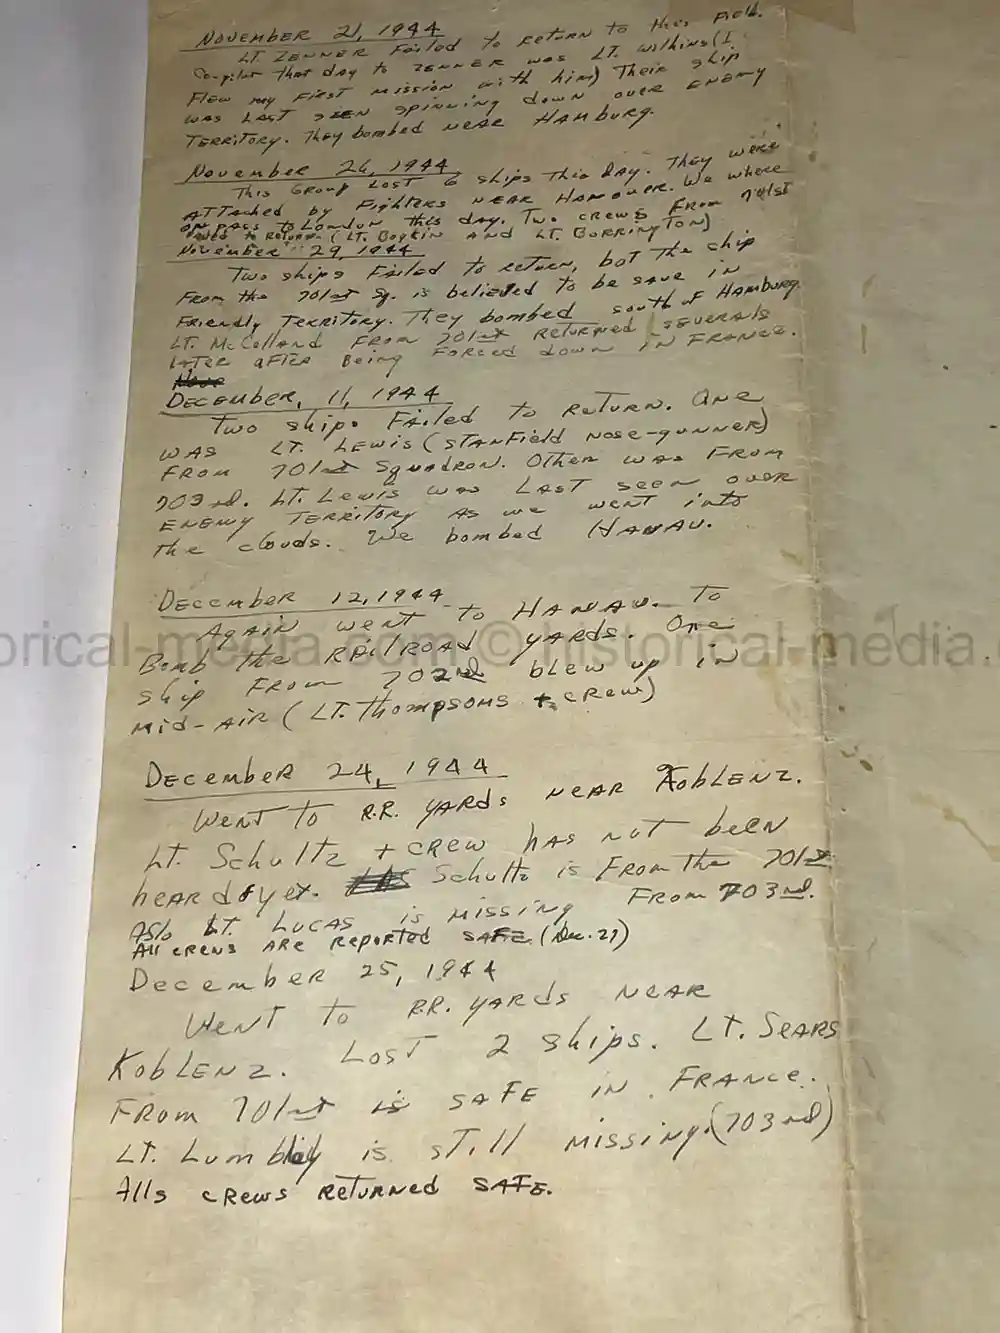 NOVEMBER 21, 1944
LT. ZENNER Failed to return to this Field.
Co-pilot that day to ZENNER was LT. Wilkins (I
Flew my First mission with him) Their ship
was Last seen spinning down over ENEMY
TERRITORY. They bombed NEAR HAMBURG.
November 26, 1944
This Group Lost 6 ships this Day. They were
ATTACHED by Fighters NEAR HANOVER. We where
on pass to London this day. Two crews From 701st
Failed to Return. (LT. Boykin AND LT. BORRINGTON)
November 29, 1944
Two ships Failed to return, but the ship
From the 701st Sq. is believed to be save in
Friendly TERRITORY. They bombed south of HAMBURG.
LT. McClelland FROM 701st RETURNED severals
later after Being FORCED down IN FRANCE.
DECEMBER, 11, 1944
Two ships Failed to return. One
was LT. LEWIS (STANFIELD NOSE-GUNNER)
FROM 701st Squadron. Other was From
703rd. LT. Lewis was LAST seen over
ENEMY TERRITORY AS we went into
the clouds. We bombed HANAU.
December 12, 1944
Again went to HANAU. To
Bomb the RAILROAD YARDS. One
ship From 702nd blew up in
Mid-AIR (LT. Thompsons + crew)
DECEMBER 24, 1944
Went to R.R. YARDS NEAR KOBLENZ.
Lt. Schultz + crew has not been
heard of yet. Schultz is From the 701st
Also LT. LUCAS is missing FROM 703rd.
All crews ARE REPORTED SAFE. (Dec. 27)
December 25, 1944
Went to R.R. YARDS NEAR
KOBLENZ. LOST 2 ships. Lt. SEARS
FROM 701st is SAFE IN FRANCE.
LT. Lumbley is still missing. (703rd)
Alls crews RETURNED SAFE.
orical-media.com © historical-media.